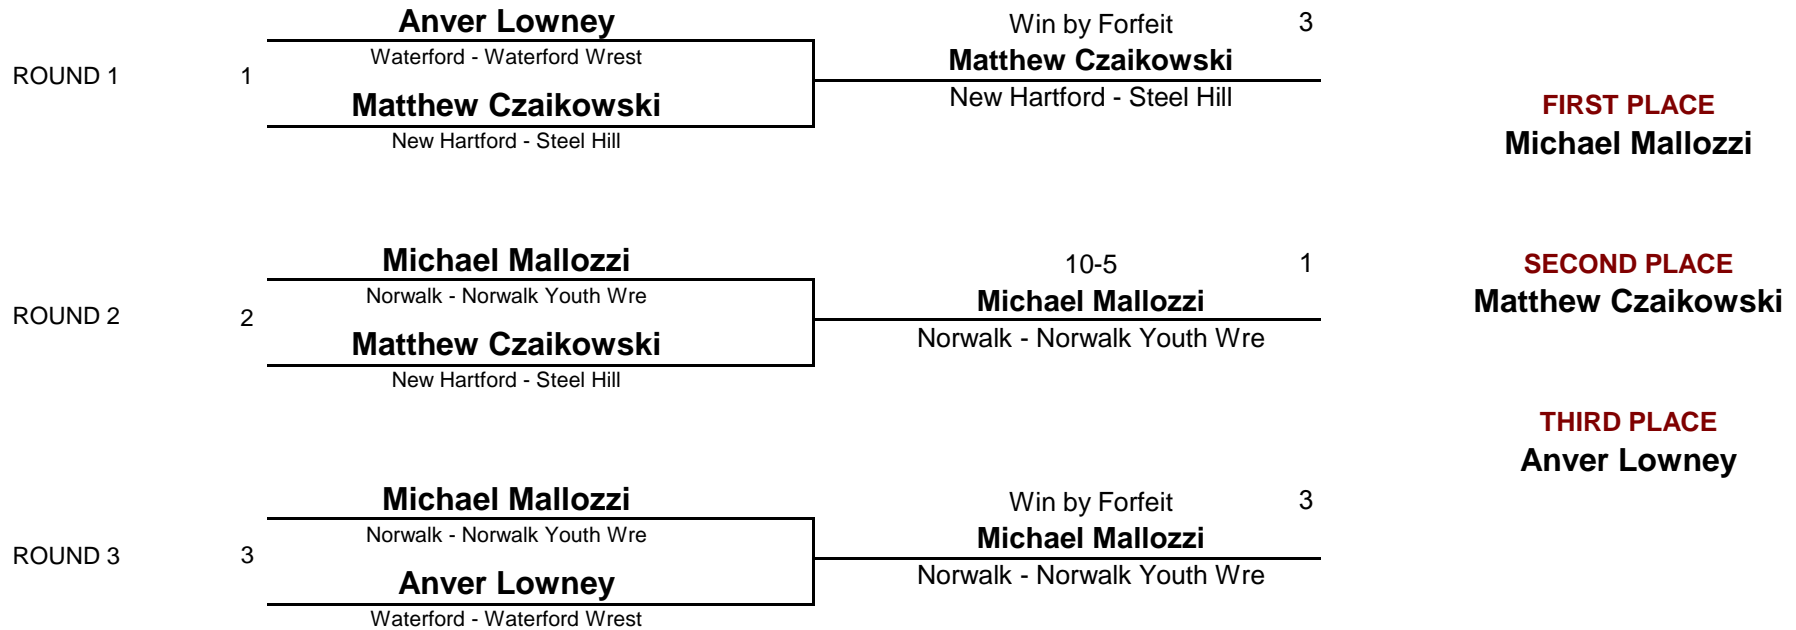 Anver Lowney
Waterford - Waterford Wrest
ROUND 1
1
Matthew Czaikowski
New Hartford - Steel Hill
Win by Forfeit 3
Matthew Czaikowski
New Hartford - Steel Hill
FIRST PLACE
Michael Mallozzi
Michael Mallozzi
Norwalk - Norwalk Youth Wre
ROUND 2
2
Matthew Czaikowski
New Hartford - Steel Hill
10-5 1
Michael Mallozzi
Norwalk - Norwalk Youth Wre
SECOND PLACE
Matthew Czaikowski
THIRD PLACE
Anver Lowney
Michael Mallozzi
Norwalk - Norwalk Youth Wre
ROUND 3
3
Anver Lowney
Waterford - Waterford Wrest
Win by Forfeit 3
Michael Mallozzi
Norwalk - Norwalk Youth Wre